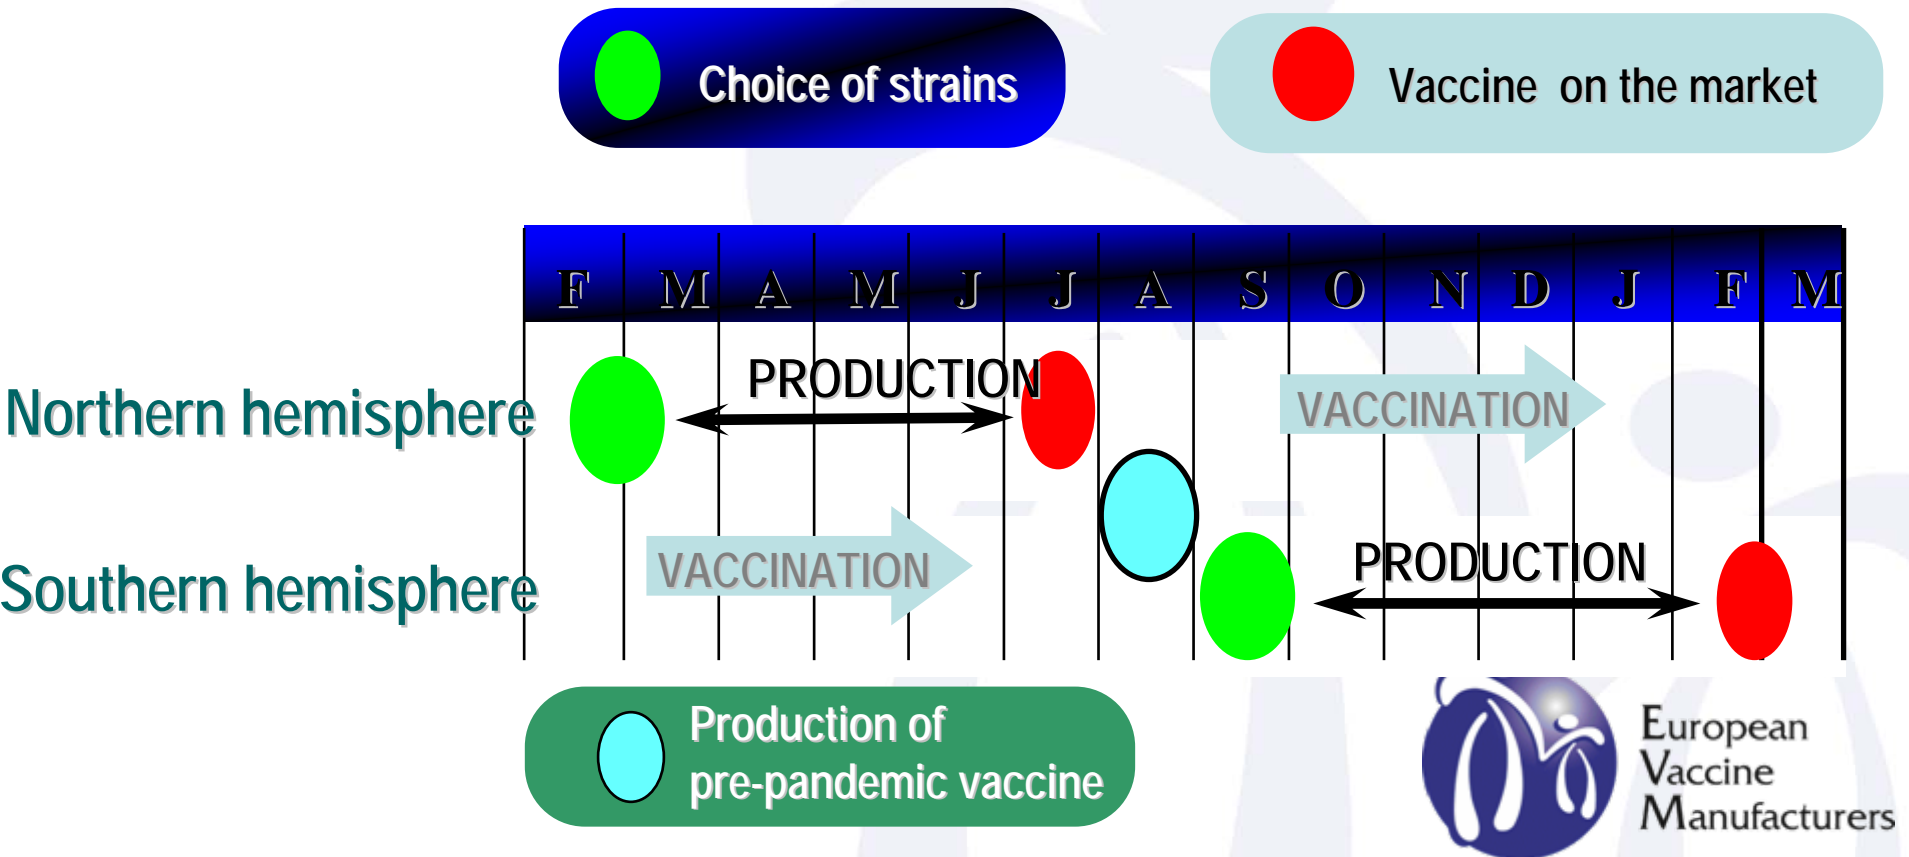 Choice of strains
Vaccine on the market
F M A M J J A S O N D J F M
Northern hemisphere
PRODUCTION
VACCINATION
Southern hemisphere
VACCINATION
PRODUCTION
Production of
pre-pandemic vaccine
European
Vaccine
Manufacturers